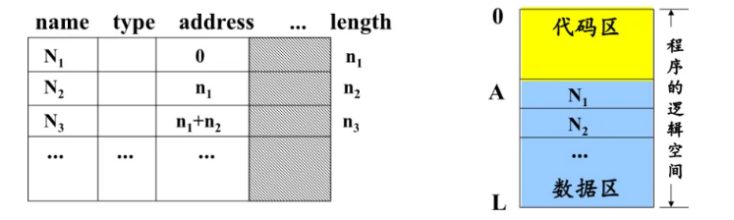 name type address ... length
N₁ 0 n₁
N₂ n₁ n₂
N₃ n₁+n₂ n₃
... ... ...
0
代码区
A
N₁
N₂
...
数据区
L
程序的逻辑空间